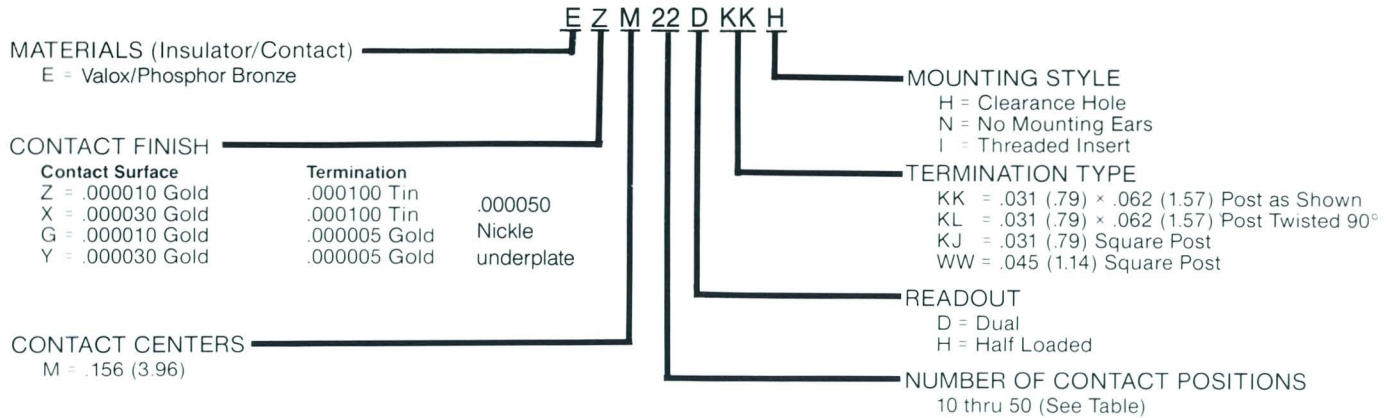 E Z M 22 D KK H
MATERIALS (Insulator/Contact)
E = Valox/Phosphor Bronze
CONTACT FINISH
Contact Surface Termination
Z = .000010 Gold .000100 Tin
X = .000030 Gold .000100 Tin
G = .000010 Gold .000005 Gold
Y = .000030 Gold .000005 Gold
.000050
Nickle
underplate
CONTACT CENTERS
M = .156 (3.96)
MOUNTING STYLE
H = Clearance Hole
N = No Mounting Ears
I = Threaded Insert
TERMINATION TYPE
KK = .031 (.79) × .062 (1.57) Post as Shown
KL = .031 (.79) × .062 (1.57) Post Twisted 90°
KJ = .031 (.79) Square Post
WW = .045 (1.14) Square Post
READOUT
D = Dual
H = Half Loaded
NUMBER OF CONTACT POSITIONS
10 thru 50 (See Table)